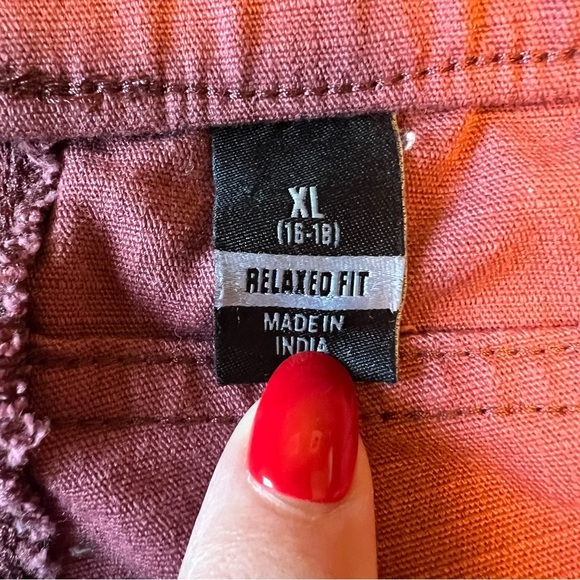 XL
(16-18)
RELAXED FIT
MADE IN
INDIA